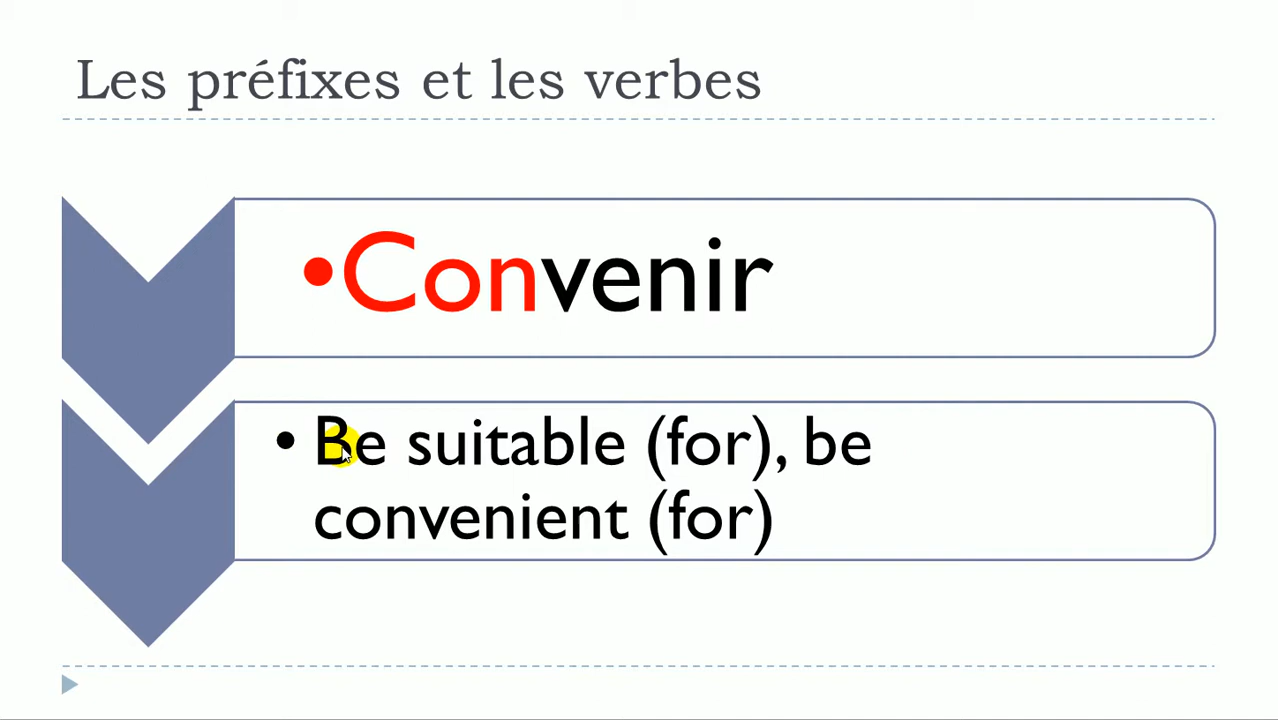 Les préfixes et les verbes
•Convenir
• Be suitable (for), be
convenient (for)